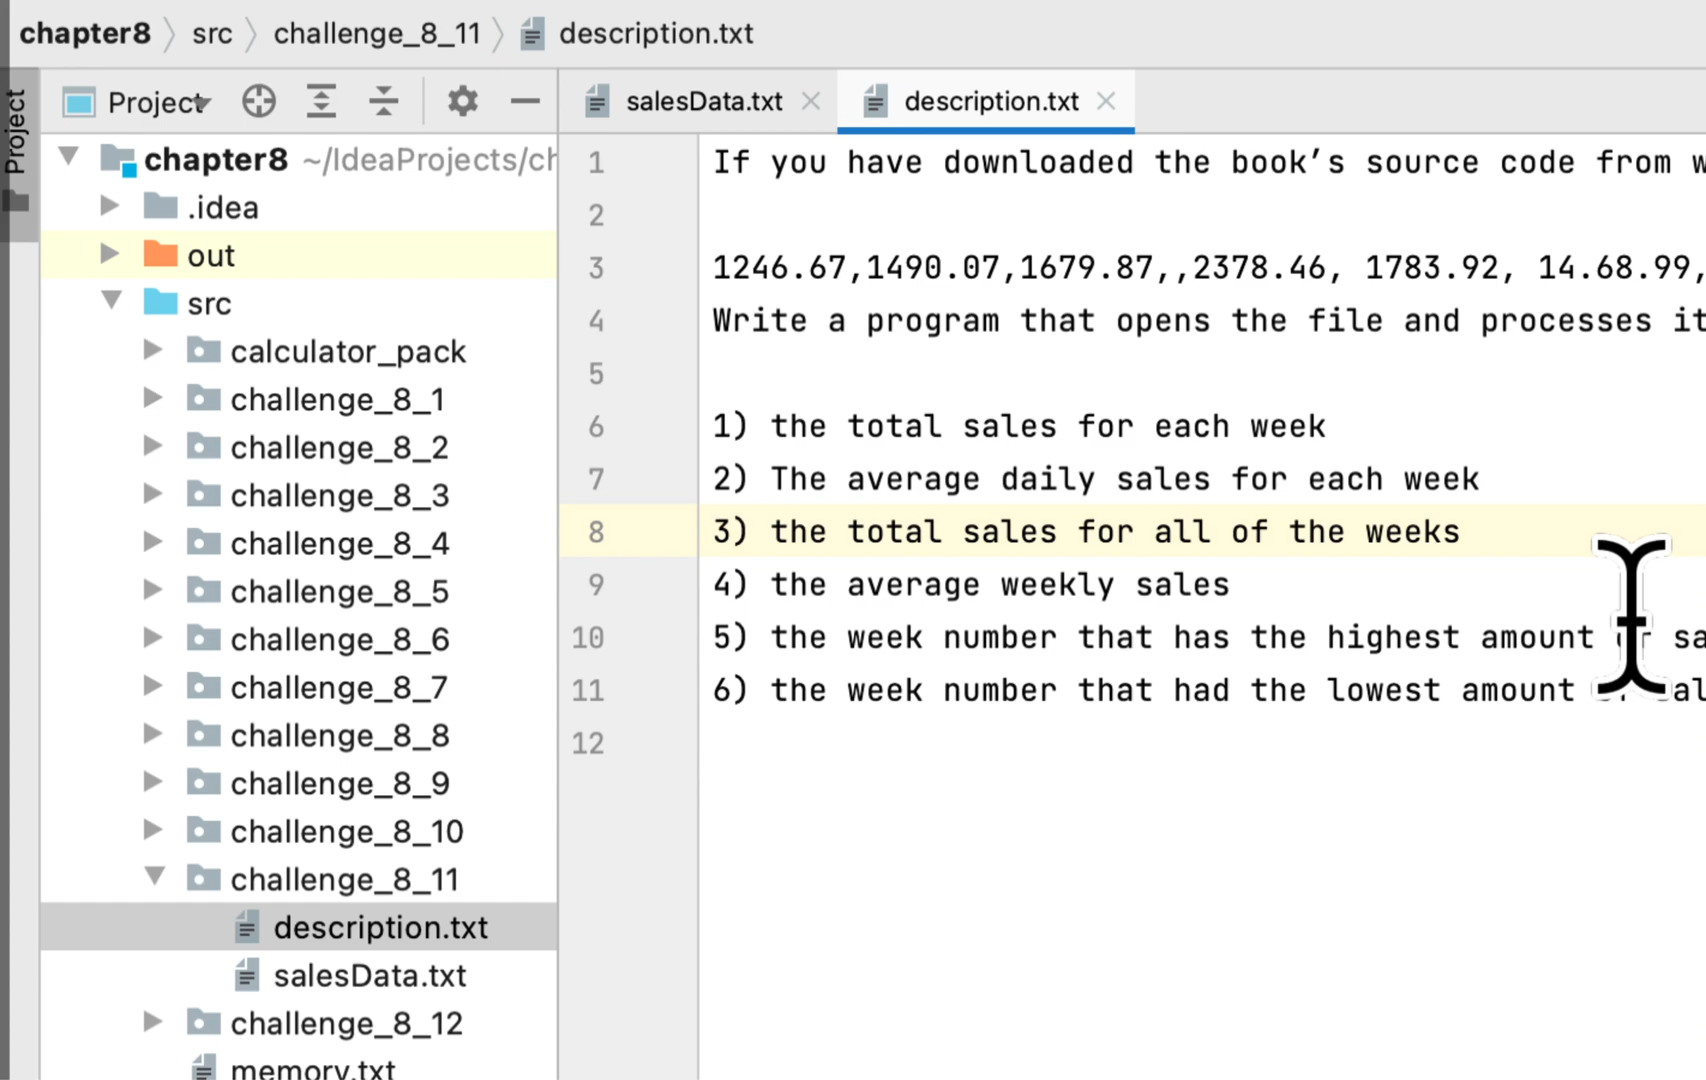 chapter8 src challenge_8_11 description.txt
Project
Project
salesData.txt
description.txt
chapter8 ~/IdeaProjects/ch
.idea
out
src
calculator_pack
challenge_8_1
challenge_8_2
challenge_8_3
challenge_8_4
challenge_8_5
challenge_8_6
challenge_8_7
challenge_8_8
challenge_8_9
challenge_8_10
challenge_8_11
description.txt
salesData.txt
challenge_8_12
memory.txt
1 If you have downloaded the book’s source code from w
2
3 1246.67,1490.07,1679.87,,2378.46, 1783.92, 14.68.99,
4 Write a program that opens the file and processes it
5
6 1) the total sales for each week
7 2) The average daily sales for each week
8 3) the total sales for all of the weeks
9 4) the average weekly sales
10 5) the week number that has the highest amount sa
11 6) the week number that had the lowest amount
12